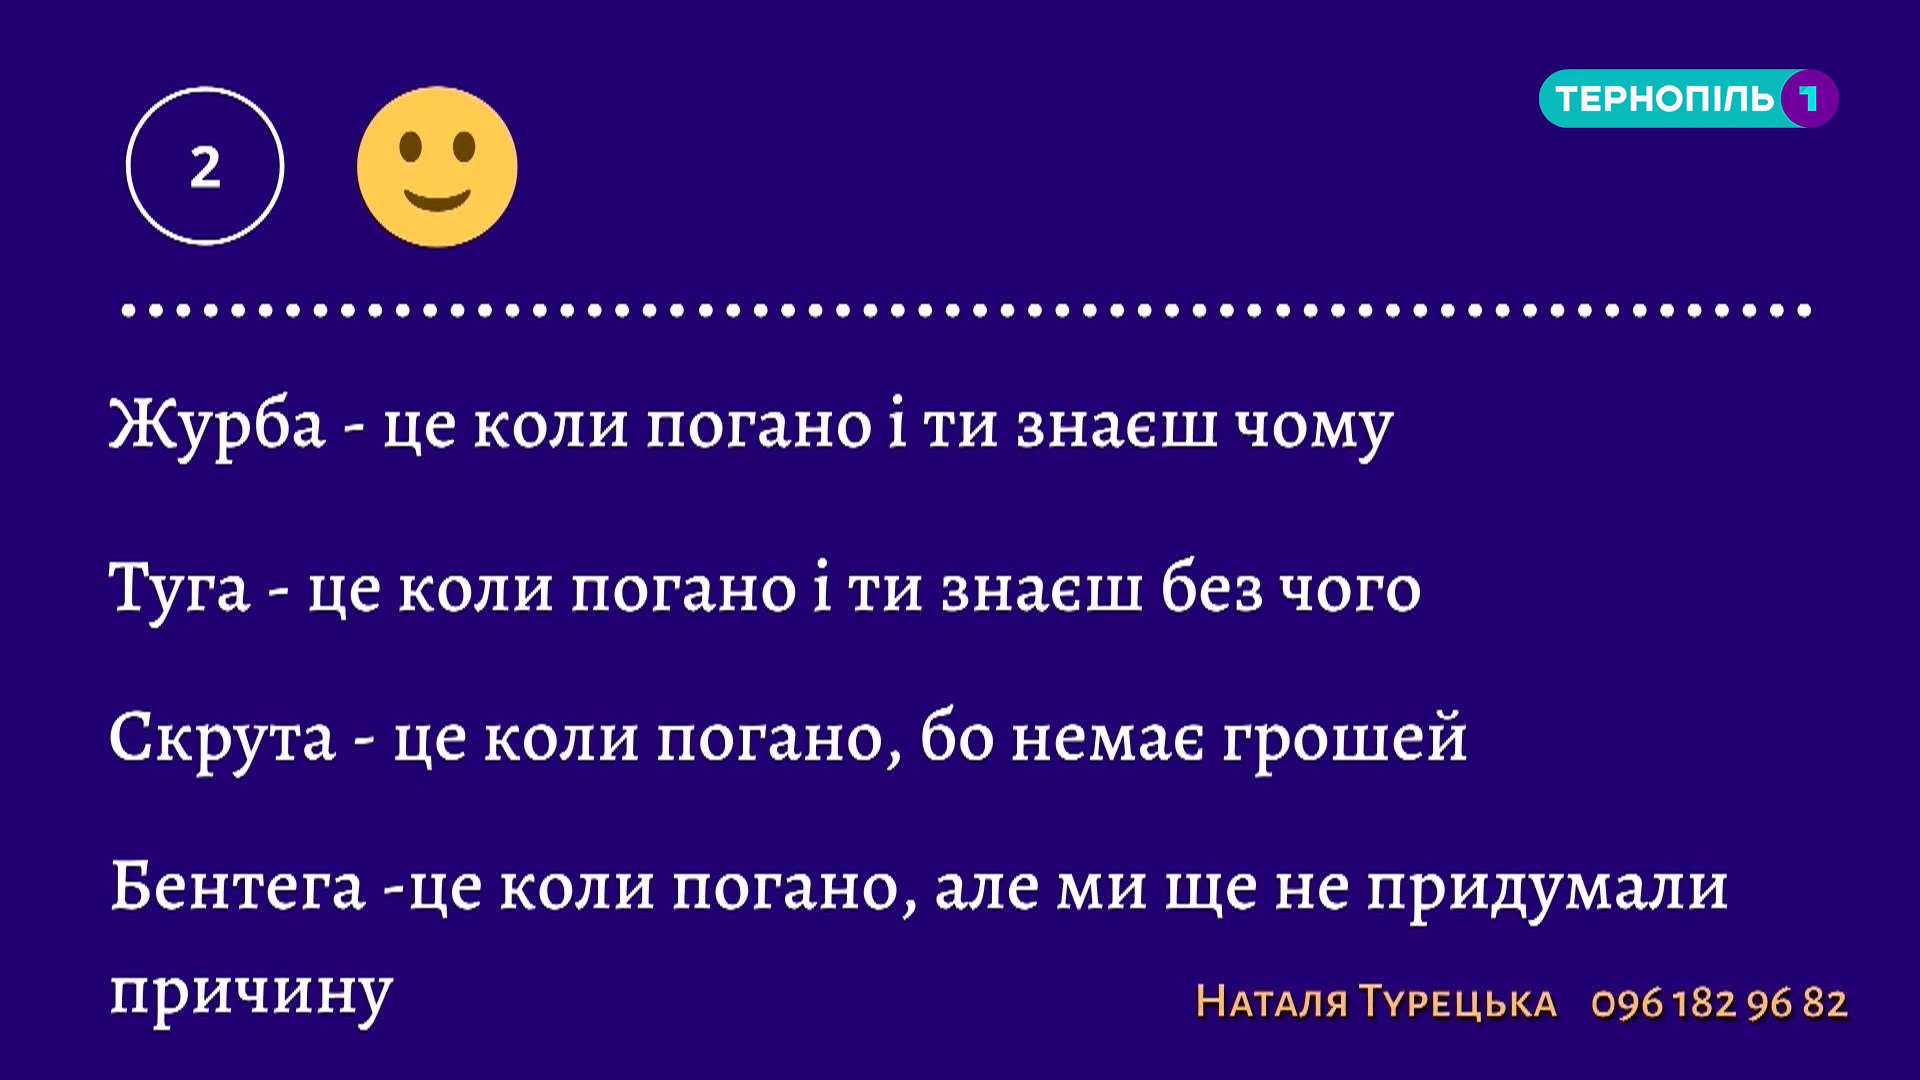 2
ТЕРНОПІЛЬ 1
Журба - це коли погано і ти знаєш чому
Туга - це коли погано і ти знаєш без чого
Скрута - це коли погано, бо немає грошей
Бентега -це коли погано, але ми ще не придумали
причину
Наталя Турецька 096 182 96 82